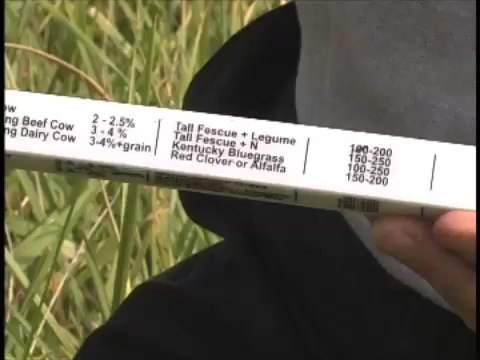 ow
ng Beef Cow 2 - 2.5%
ng Dairy Cow 3 - 4 %
3-4%+grain
Tall Fescue + Legume 100-200
Tall Fescue + N 150-250
Kentucky Bluegrass 100-250
Red Clover or Alfalfa 150-200